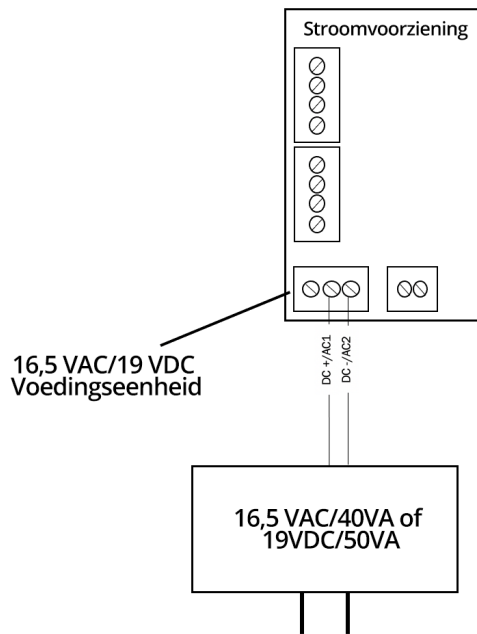 Stroomvoorziening
16,5 VAC/19 VDC
Voedingseenheid
DC +/AC1
DC -/AC2
16,5 VAC/40VA of
19VDC/50VA